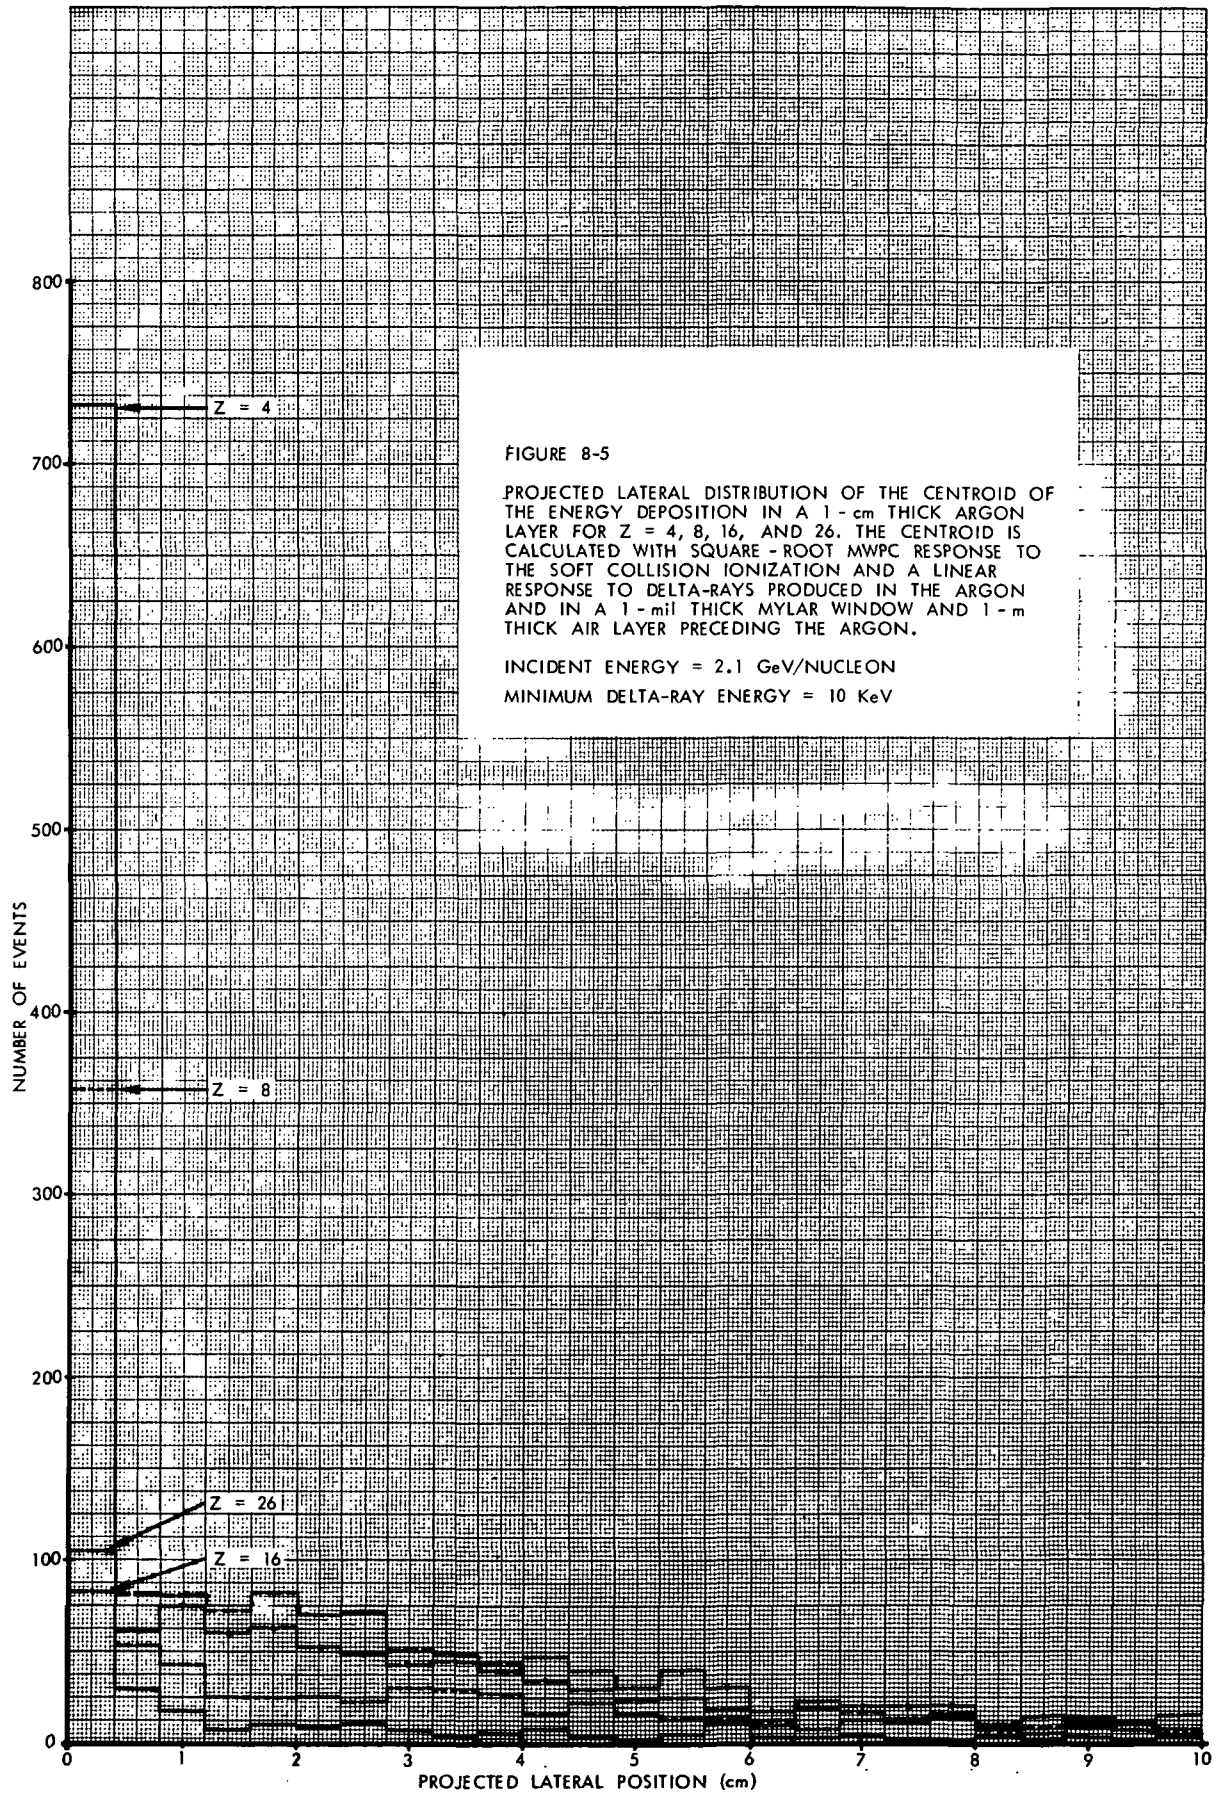 800
Z = 4
700
FIGURE 8-5
PROJECTED LATERAL DISTRIBUTION OF THE CENTROID OF
THE ENERGY DEPOSITION IN A 1 - cm THICK ARGON
LAYER FOR Z = 4, 8, 16, AND 26. THE CENTROID IS
CALCULATED WITH SQUARE - ROOT MWPC RESPONSE TO
THE SOFT COLLISION IONIZATION AND A LINEAR
RESPONSE TO DELTA-RAYS PRODUCED IN THE ARGON
AND IN A 1 - mil THICK MYLAR WINDOW AND 1 - m
THICK AIR LAYER PRECEDING THE ARGON.
INCIDENT ENERGY = 2.1 GeV/NUCLEON
MINIMUM DELTA-RAY ENERGY = 10 KeV
600
500
NUMBER OF EVENTS
400
Z = 8
300
200
Z = 26
100
Z = 16
0
0 1 2 3 4 5 6 7 8 9 10
PROJECTED LATERAL POSITION (cm)